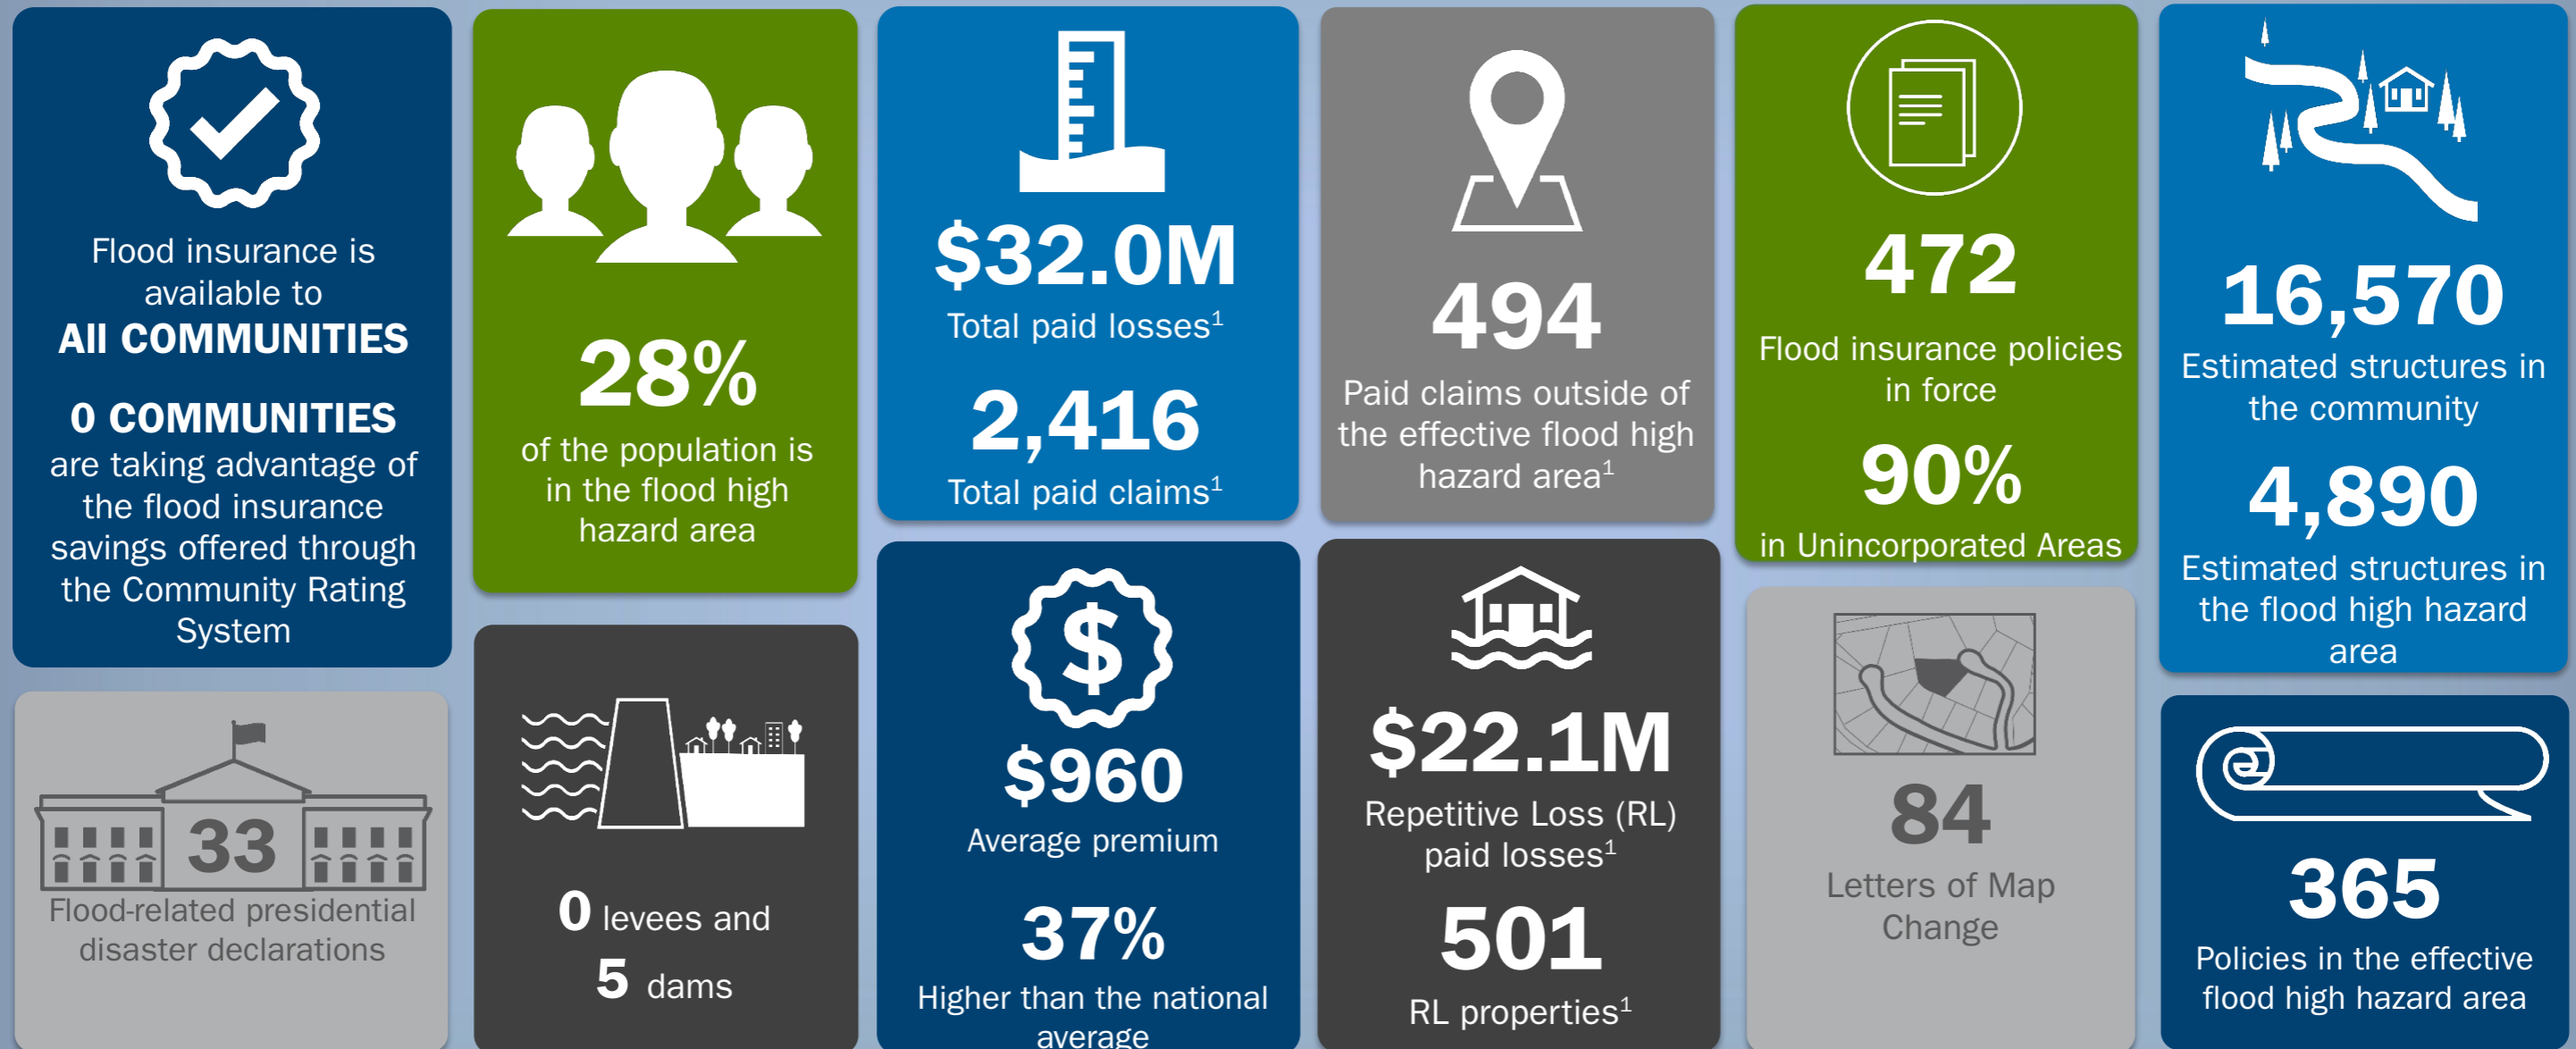 Flood insurance is
available to
All COMMUNITIES
0 COMMUNITIES
are taking advantage of
the flood insurance
savings offered through
the Community Rating
System
33
Flood-related presidential
disaster declarations
28%
of the population is
in the flood high
hazard area
0 levees and
5 dams
$32.0M
Total paid losses¹
2,416
Total paid claims¹
$
$960
Average premium
37%
Higher than the national
average
494
Paid claims outside of
the effective flood high
hazard area¹
$22.1M
Repetitive Loss (RL)
paid losses¹
501
RL properties¹
472
Flood insurance policies
in force
90%
in Unincorporated Areas
84
Letters of Map
Change
16,570
Estimated structures in
the community
4,890
Estimated structures in
the flood high hazard
area
365
Policies in the effective
flood high hazard area